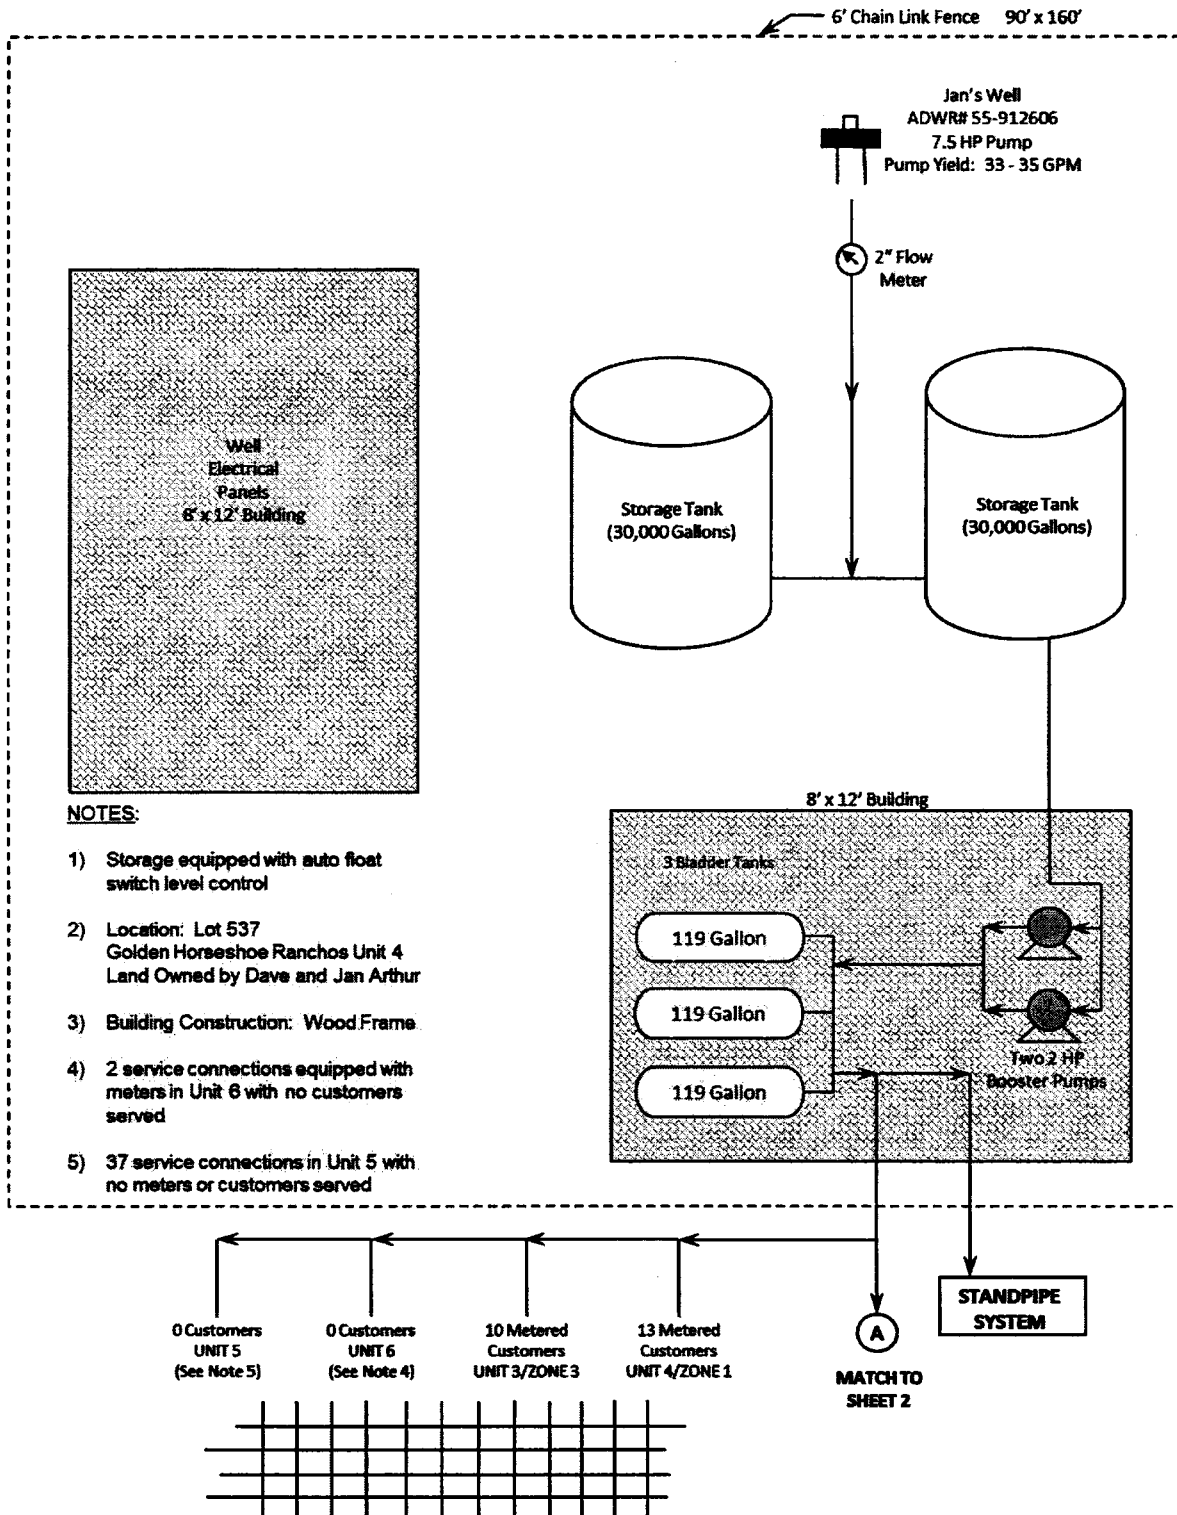 6' Chain Link Fence 90' x 160'
Jan's Well
ADWR# 55-912606
7.5 HP Pump
Pump Yield: 33 - 35 GPM
2" Flow
Meter
Well
Electrical
Panels
8' x 12' Building
Storage Tank
(30,000 Gallons)
Storage Tank
(30,000 Gallons)
NOTES:
1) Storage equipped with auto float
switch level control
2) Location: Lot 537
Golden Horseshoe Ranchos Unit 4
Land Owned by Dave and Jan Arthur
3) Building Construction: Wood Frame
4) 2 service connections equipped with
meters in Unit 6 with no customers
served
5) 37 service connections in Unit 5 with
no meters or customers served
8' x 12' Building
3 Bladder Tanks
119 Gallon
119 Gallon
119 Gallon
Two 2 HP
Booster Pumps
0 Customers
UNIT 5
(See Note 5)
0 Customers
UNIT 6
(See Note 4)
10 Metered
Customers
UNIT 3/ZONE 3
13 Metered
Customers
UNIT 4/ZONE 1
A
MATCH TO
SHEET 2
STANDPIPE
SYSTEM